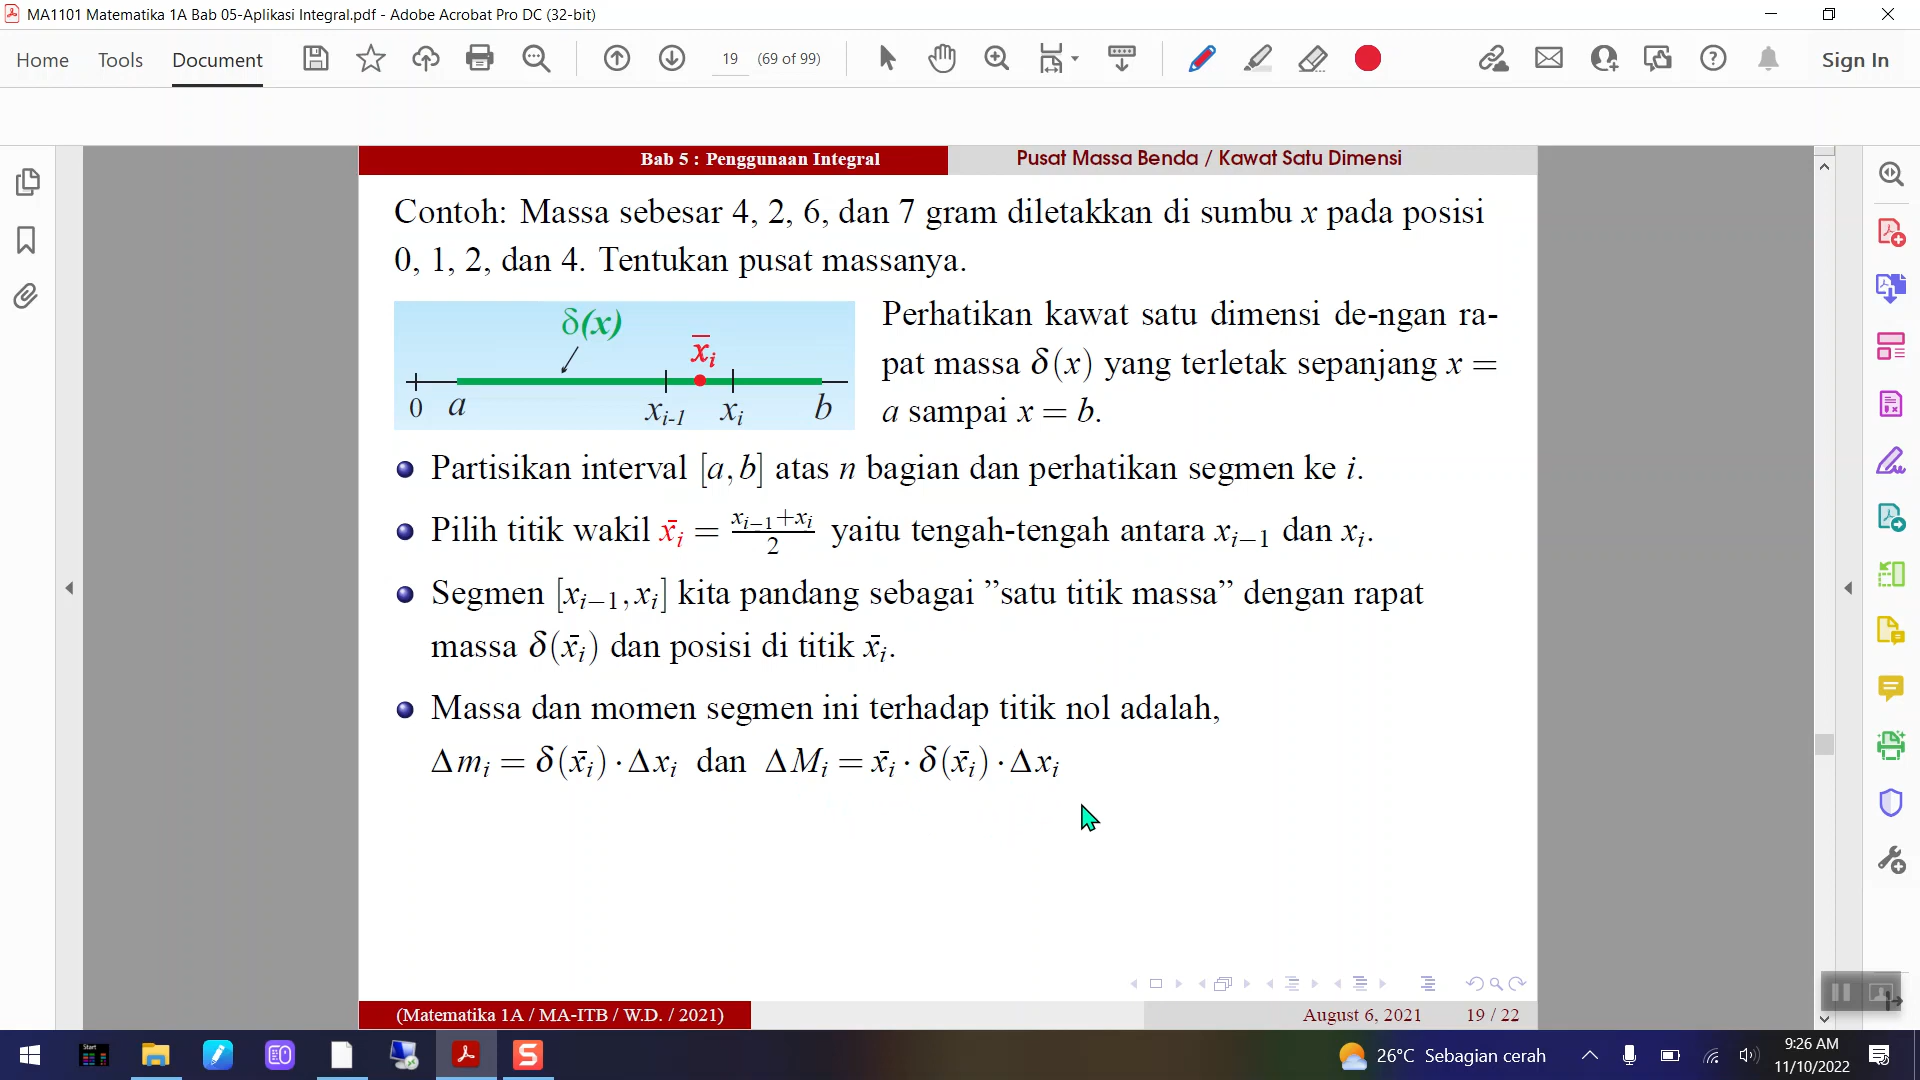 MA1101 Matematika 1A Bab 05-Aplikasi Integral.pdf - Adobe Acrobat Pro DC (32-bit)
Home Tools Document 19 (69 of 99) Sign In
Bab 5 : Penggunaan Integral Pusat Massa Benda / Kawat Satu Dimensi
Contoh: Massa sebesar 4, 2, 6, dan 7 gram diletakkan di sumbu x pada posisi
0, 1, 2, dan 4. Tentukan pusat massanya.
δ(x)
x̄ᵢ
0 a xᵢ₋₁ xᵢ b
Perhatikan kawat satu dimensi de-ngan ra-
pat massa δ(x) yang terletak sepanjang x =
a sampai x = b.
Partisikan interval [a, b] atas n bagian dan perhatikan segmen ke i.
Pilih titik wakil x̄ᵢ = (xᵢ₋₁+xᵢ)/2 yaitu tengah-tengah antara xᵢ₋₁ dan xᵢ.
Segmen [xᵢ₋₁, xᵢ] kita pandang sebagai ”satu titik massa” dengan rapat
massa δ(x̄ᵢ) dan posisi di titik x̄ᵢ.
Massa dan momen segmen ini terhadap titik nol adalah,
Δmᵢ = δ(x̄ᵢ) · Δxᵢ dan ΔMᵢ = x̄ᵢ · δ(x̄ᵢ) · Δxᵢ
(Matematika 1A / MA-ITB / W.D. / 2021) August 6, 2021 19 / 22
Start
26°C Sebagian cerah
9:26 AM
11/10/2022